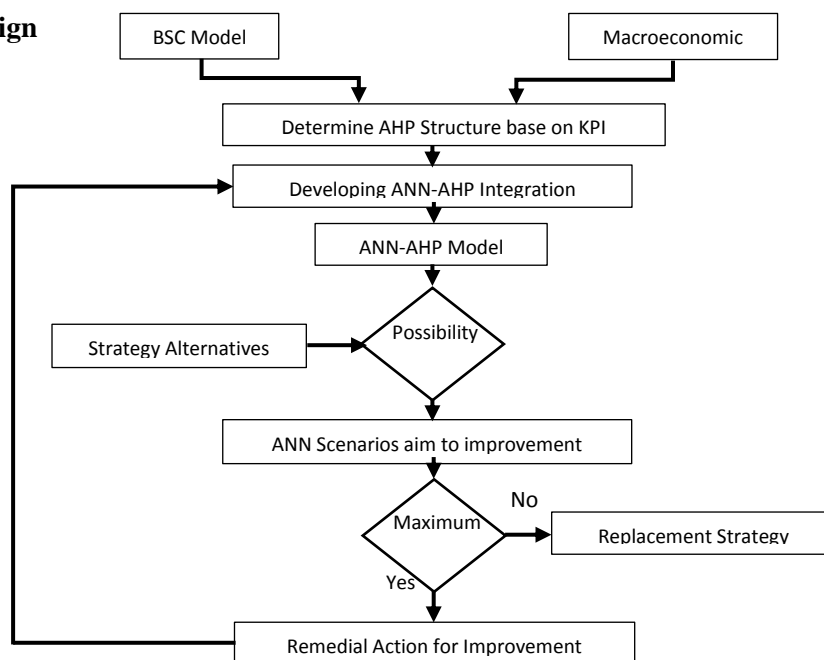 ign
BSC Model
Macroeconomic
Determine AHP Structure base on KPI
Developing ANN-AHP Integration
ANN-AHP Model
Possibility
Strategy Alternatives
ANN Scenarios aim to improvement
No
Maximum
Replacement Strategy
Yes
Remedial Action for Improvement